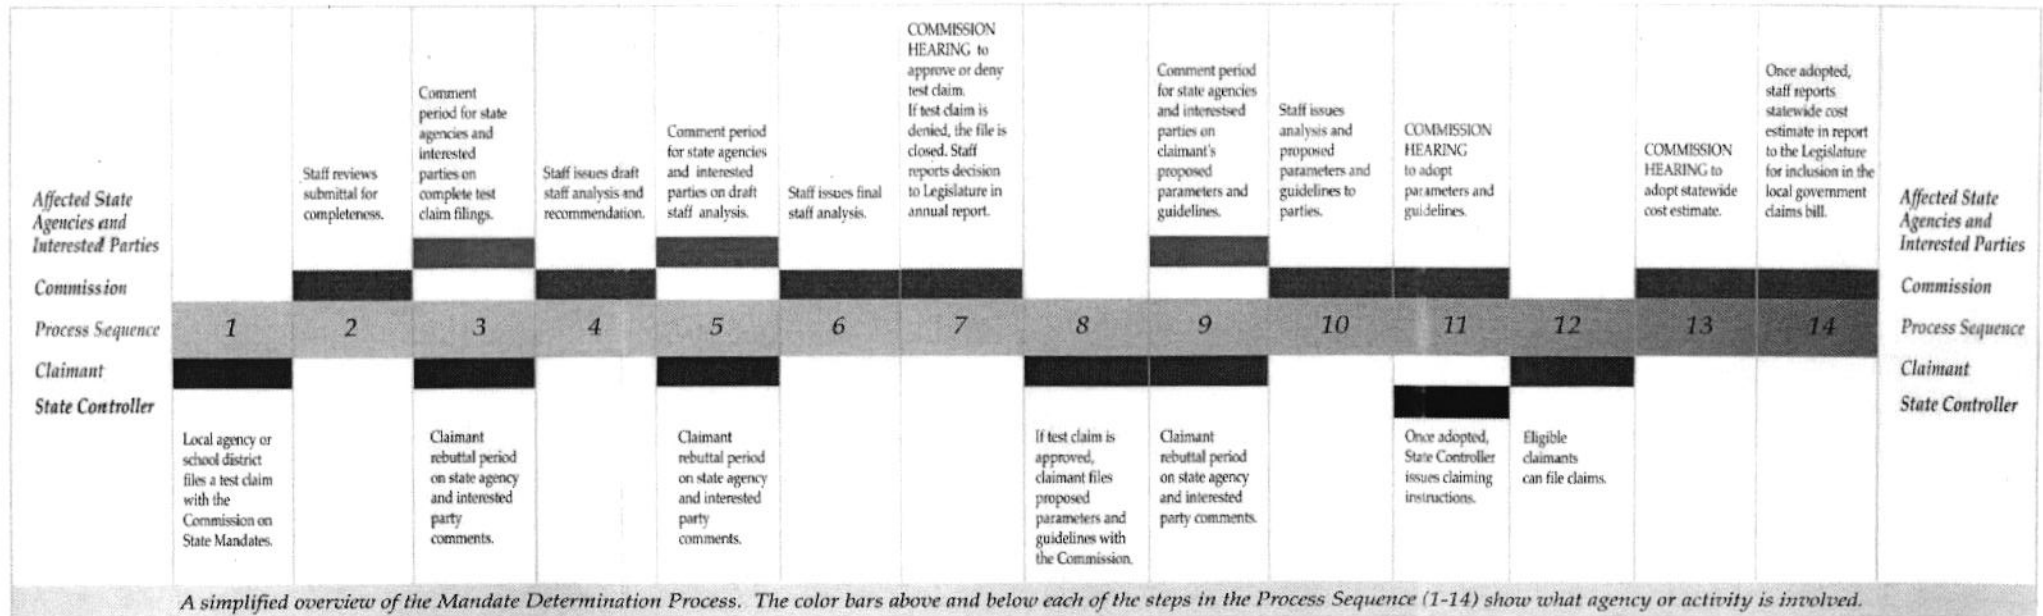 Affected State
Agencies and
Interested Parties
Commission
Process Sequence
Claimant
State Controller
1
Local agency or
school district
files a test claim
with the
Commission on
State Mandates.
Staff reviews
submittal for
completeness.
2
Comment
period for state
agencies and
interested
parties on
complete test
claim filings.
3
Claimant
rebuttal period
on state agency
and interested
party
comments.
Staff issues draft
staff analysis and
recommendation.
4
Comment period
for state agencies
and interested
parties on draft
staff analysis.
5
Claimant
rebuttal period
on state agency
and interested
party
comments.
Staff issues final
staff analysis.
6
COMMISSION
HEARING to
approve or deny
test claim.
If test claim is
denied, the file is
closed. Staff
reports decision
to Legislature in
annual report.
7
8
If test claim is
approved,
claimant files
proposed
parameters and
guidelines with
the Commission.
Comment period
for state agencies
and interestsed
parties on
claimant's
proposed
parameters and
guidelines.
9
Claimant
rebuttal period
on state agency
and interested
party comments.
Staff issues
analysis and
proposed
parameters and
guidelines to
parties.
10
COMMISSION
HEARING
to adopt
parameters and
guidelines.
11
Once adopted,
State Controller
issues claiming
instructions.
12
Eligible
claimants
can file claims.
COMMISSION
HEARING to
adopt statewide
cost estimate.
13
Once adopted,
staff reports
statewide cost
estimate in report
to the Legislature
for inclusion in the
local government
claims bill.
14
Affected State
Agencies and
Interested Parties
Commission
Process Sequence
Claimant
State Controller
A simplified overview of the Mandate Determination Process. The color bars above and below each of the steps in the Process Sequence (1-14) show what agency or activity is involved.